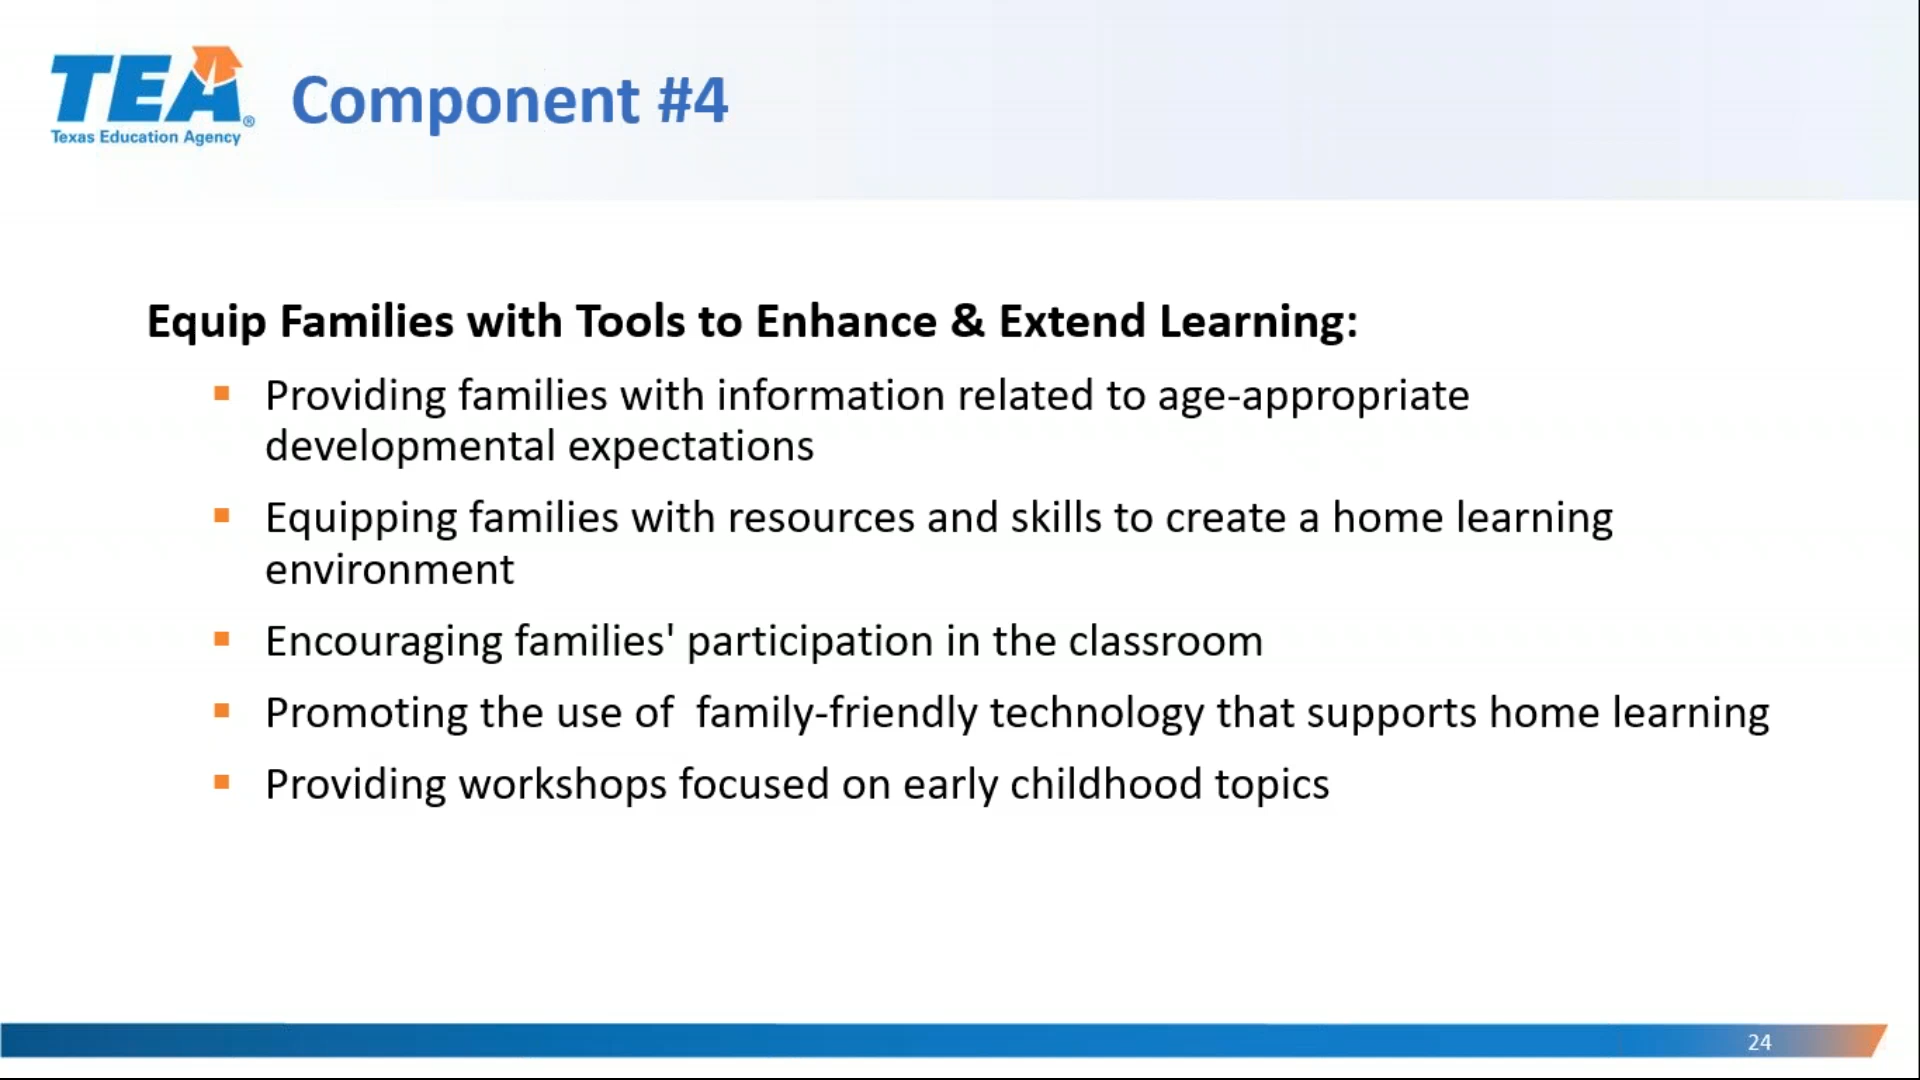 TEA®
Texas Education Agency
Component #4
Equip Families with Tools to Enhance & Extend Learning:
Providing families with information related to age-appropriate
developmental expectations
Equipping families with resources and skills to create a home learning
environment
Encouraging families' participation in the classroom
Promoting the use of  family-friendly technology that supports home learning
Providing workshops focused on early childhood topics
24